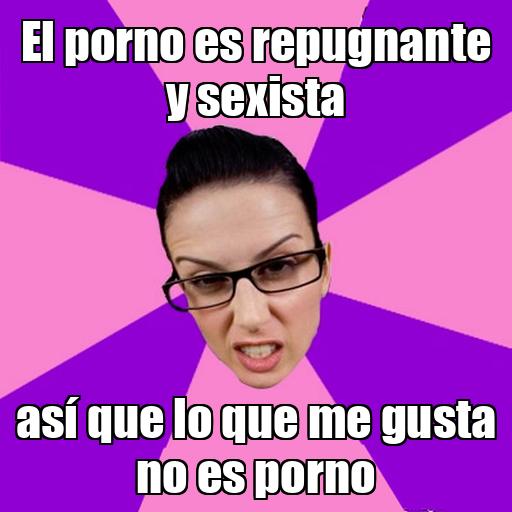 El porno es repugnante
y sexista
así que lo que me gusta
no es porno